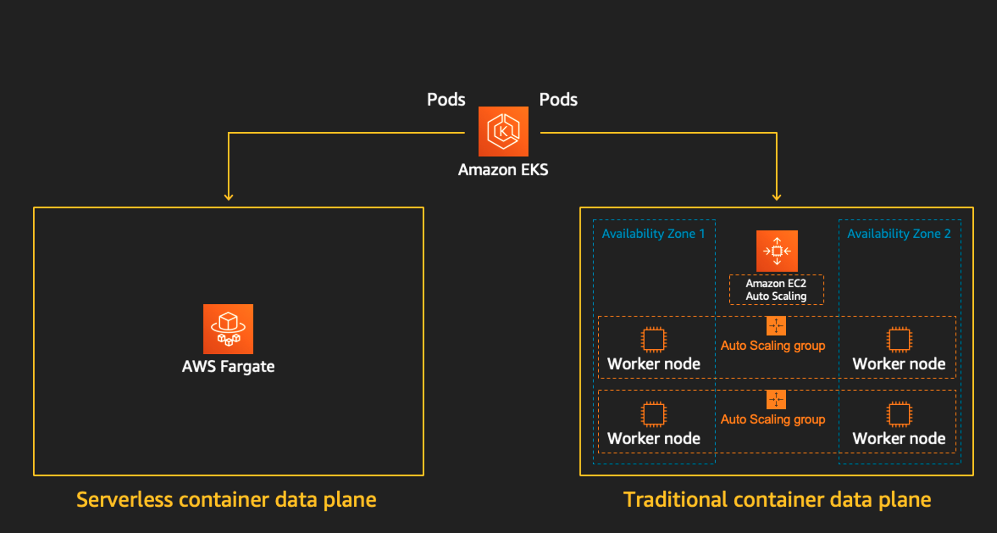 Pods
Pods
Amazon EKS
Availability Zone 1
Availability Zone 2
Amazon EC2
Auto Scaling
AWS Fargate
Auto Scaling group
Worker node
Worker node
Auto Scaling group
Worker node
Worker node
Serverless container data plane
Traditional container data plane